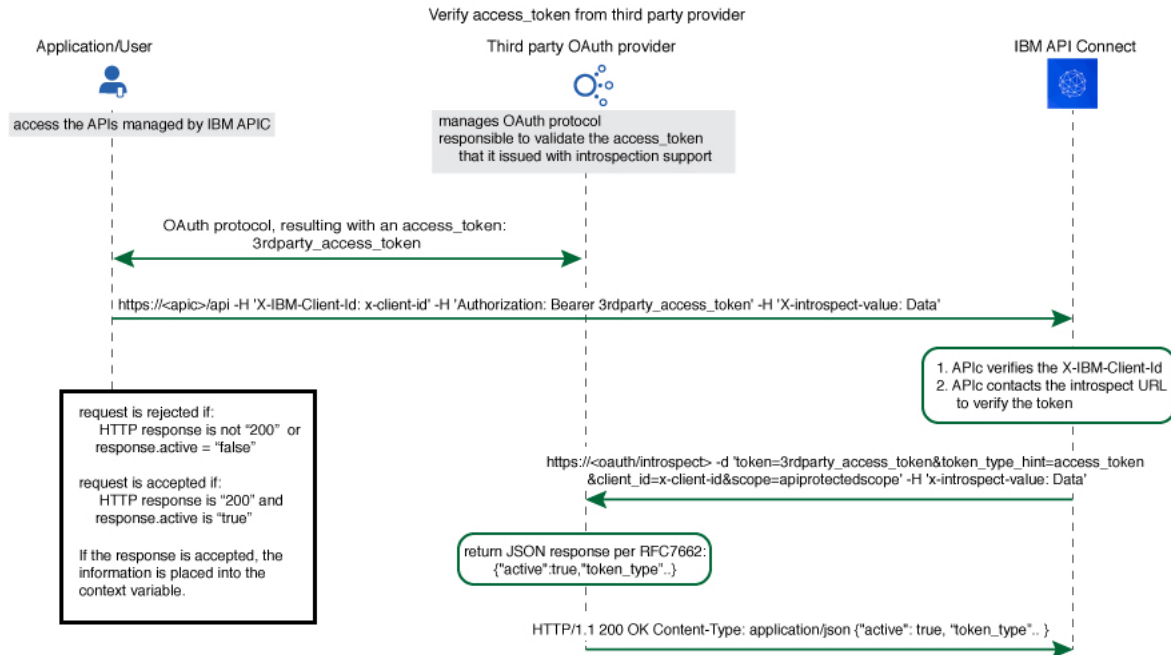 Verify access_token from third party provider
Application/User
Third party OAuth provider
IBM API Connect
access the APIs managed by IBM APIC
manages OAuth protocol
responsible to validate the access_token
that it issued with introspection support
OAuth protocol, resulting with an access_token:
3rdparty_access_token
https://<apic>/api -H 'X-IBM-Client-Id: x-client-id' -H 'Authorization: Bearer 3rdparty_access_token' -H 'X-introspect-value: Data'
1. APIc verifies the X-IBM-Client-Id
2. APIc contacts the introspect URL
to verify the token
request is rejected if:
HTTP response is not “200” or
response.active = “false”
request is accepted if:
HTTP response is “200” and
response.active is “true”
If the response is accepted, the
information is placed into the
context variable.
https://<oauth/introspect> -d 'token=3rdparty_access_token&token_type_hint=access_token
&client_id=x-client-id&scope=apiprotectedscope' -H 'x-introspect-value: Data'
return JSON response per RFC7662:
{"active":true,"token_type"..}
HTTP/1.1 200 OK Content-Type: application/json {"active": true, “token_type”.. }